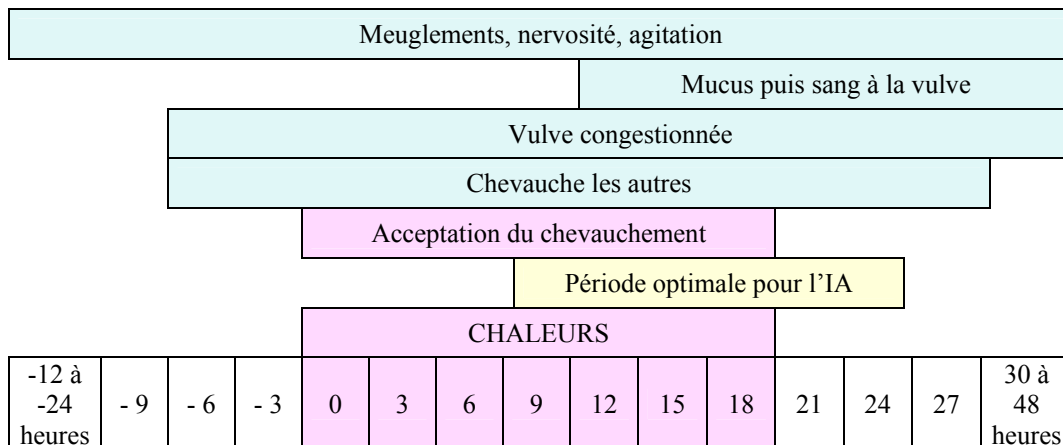 Meuglements, nervosité, agitation
Mucus puis sang à la vulve
Vulve congestionnée
Chevauche les autres
Acceptation du chevauchement
Période optimale pour l’IA
CHALEURS
-12 à
-24
heures
- 9
- 6
- 3
0
3
6
9
12
15
18
21
24
27
30 à
48
heures